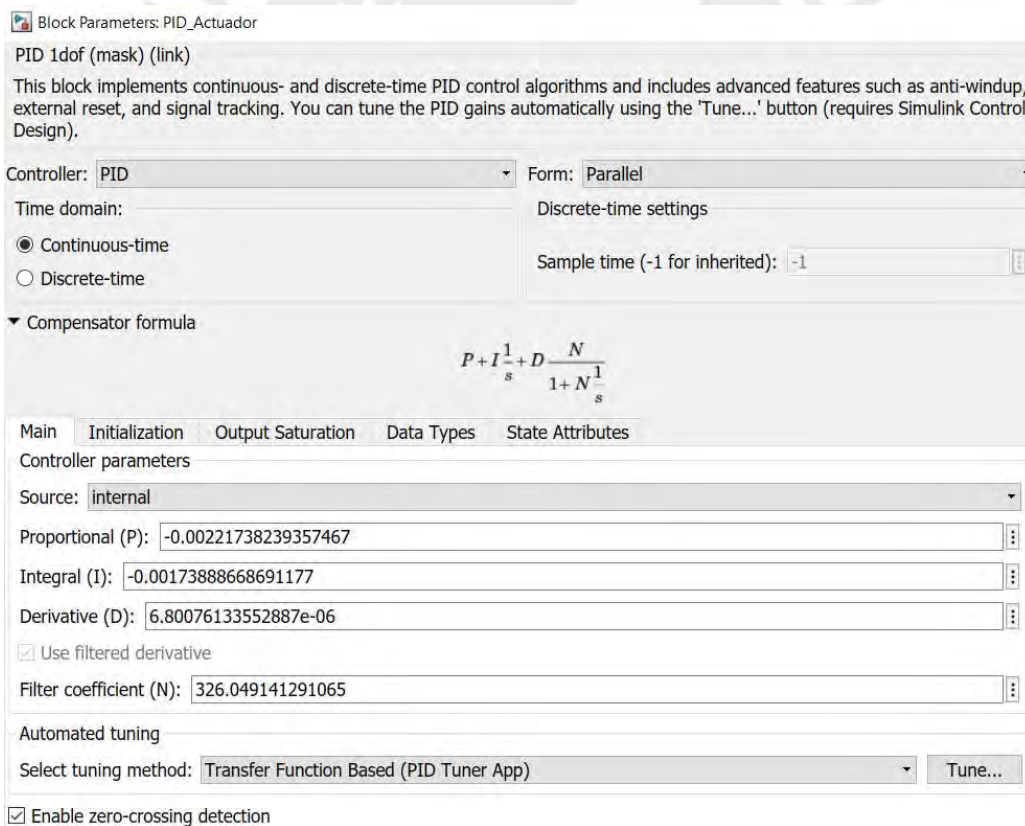 Block Parameters: PID_Actuador
PID 1dof (mask) (link)
This block implements continuous- and discrete-time PID control algorithms and includes advanced features such as anti-windup,
external reset, and signal tracking. You can tune the PID gains automatically using the 'Tune...' button (requires Simulink Control
Design).
Controller: PID Form: Parallel
Time domain: Discrete-time settings
Continuous-time
Sample time (-1 for inherited): -1
Discrete-time
Compensator formula
P + I 1/s + D N/(1 + N 1/s)
Main Initialization Output Saturation Data Types State Attributes
Controller parameters
Source: internal
Proportional (P): -0.00221738239357467
Integral (I): -0.00173888668691177
Derivative (D): 6.80076133552887e-06
Use filtered derivative
Filter coefficient (N): 326.049141291065
Automated tuning
Select tuning method: Transfer Function Based (PID Tuner App) Tune...
Enable zero-crossing detection